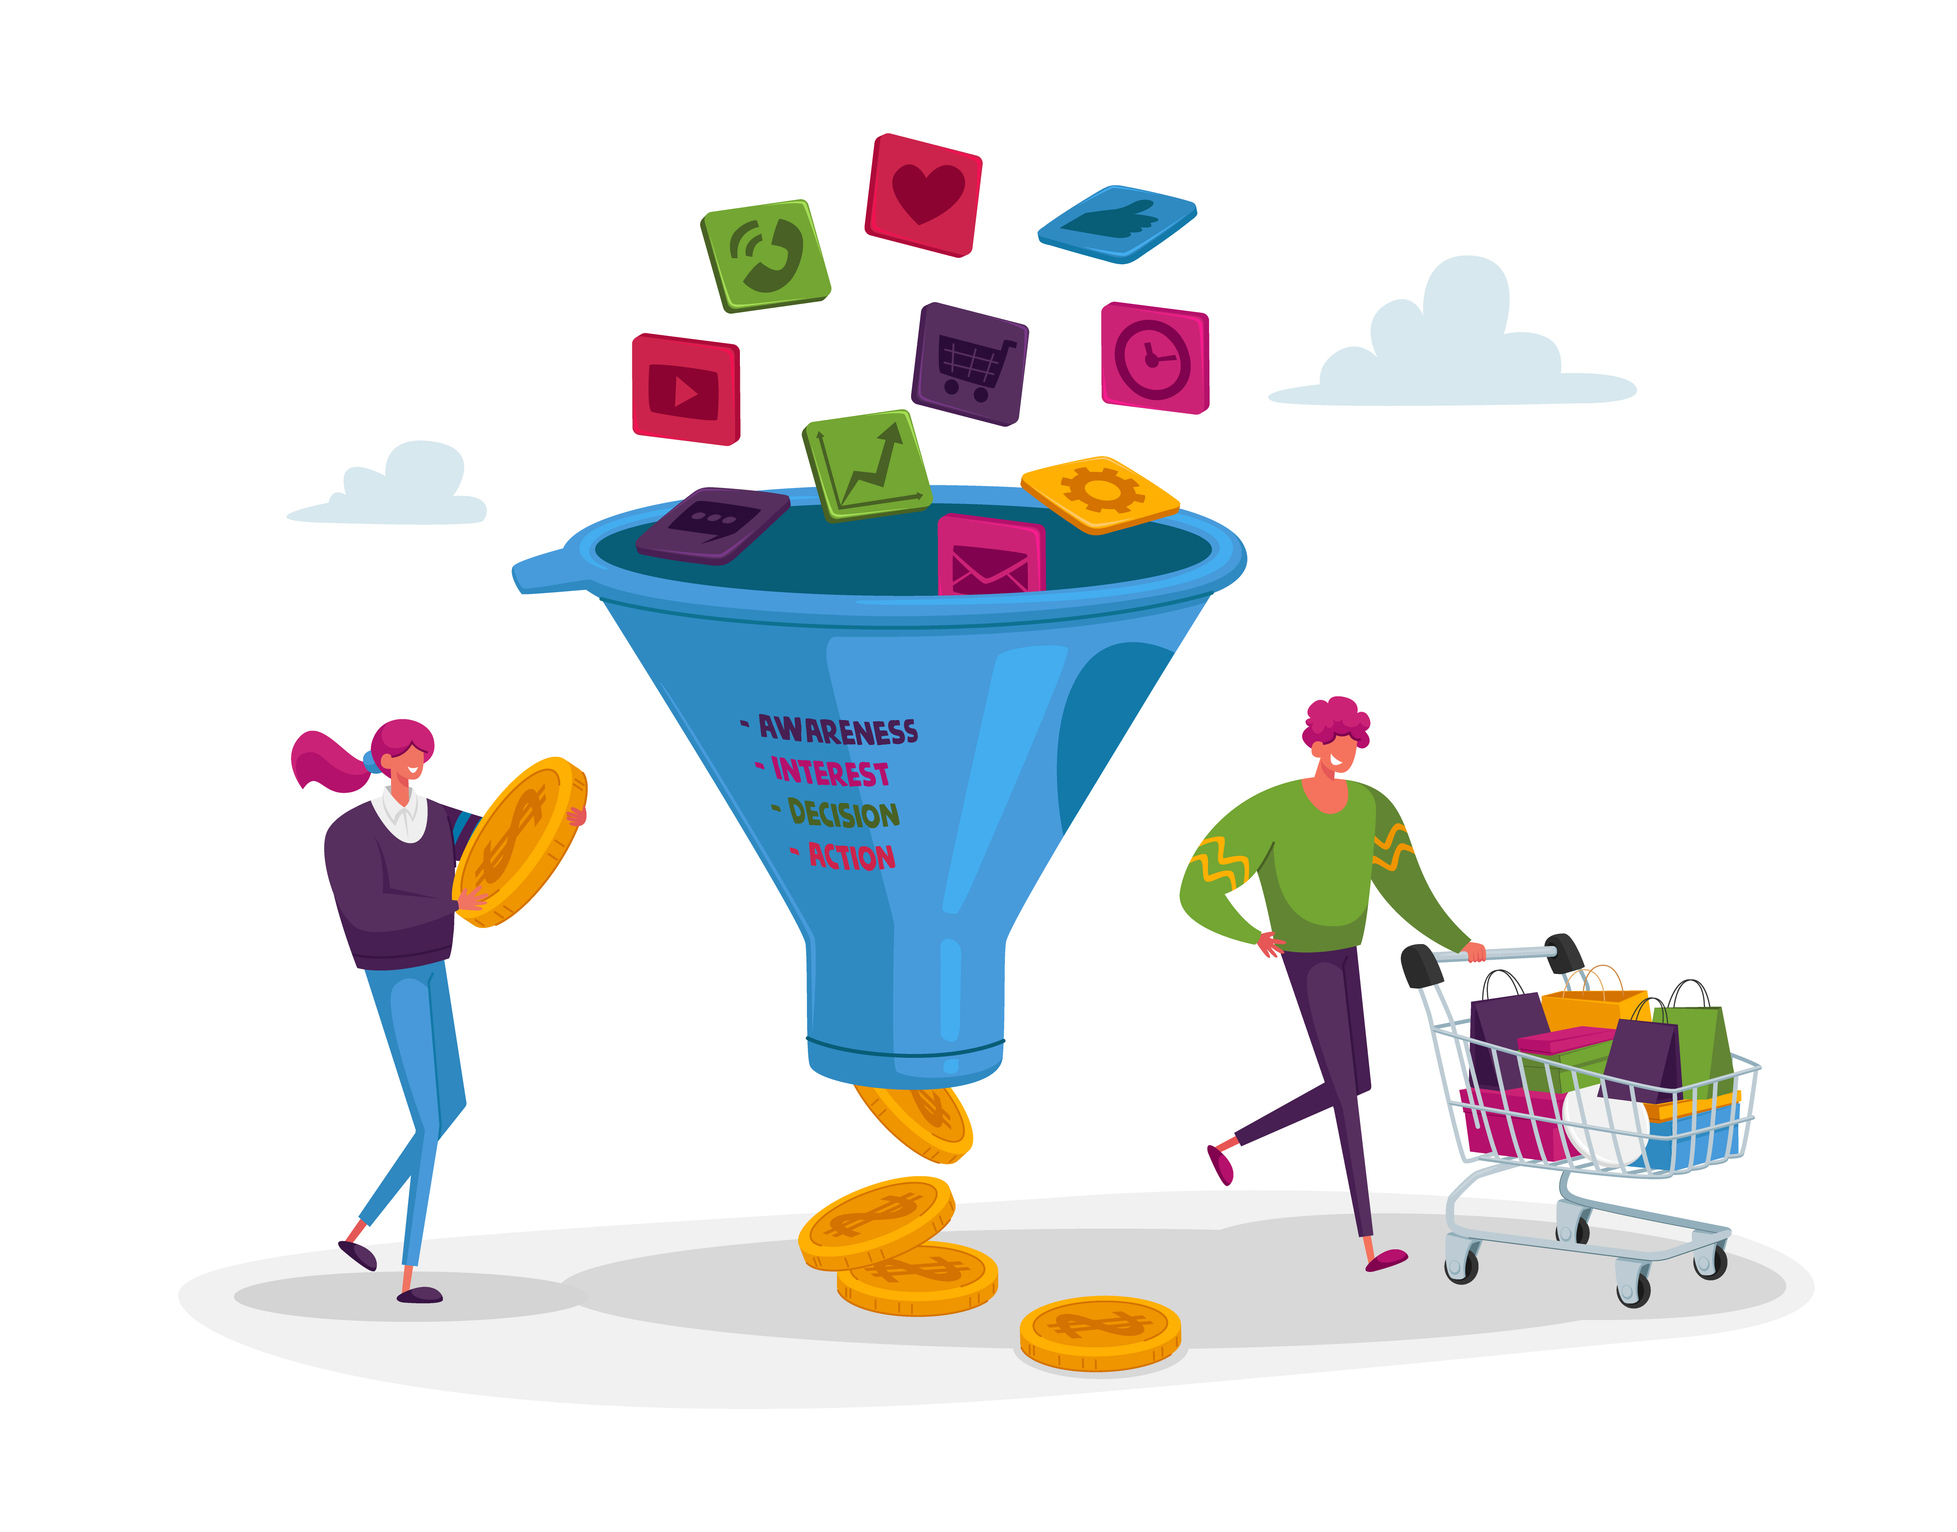 - AWARENESS
- INTEREST
- DECISION
- ACTION